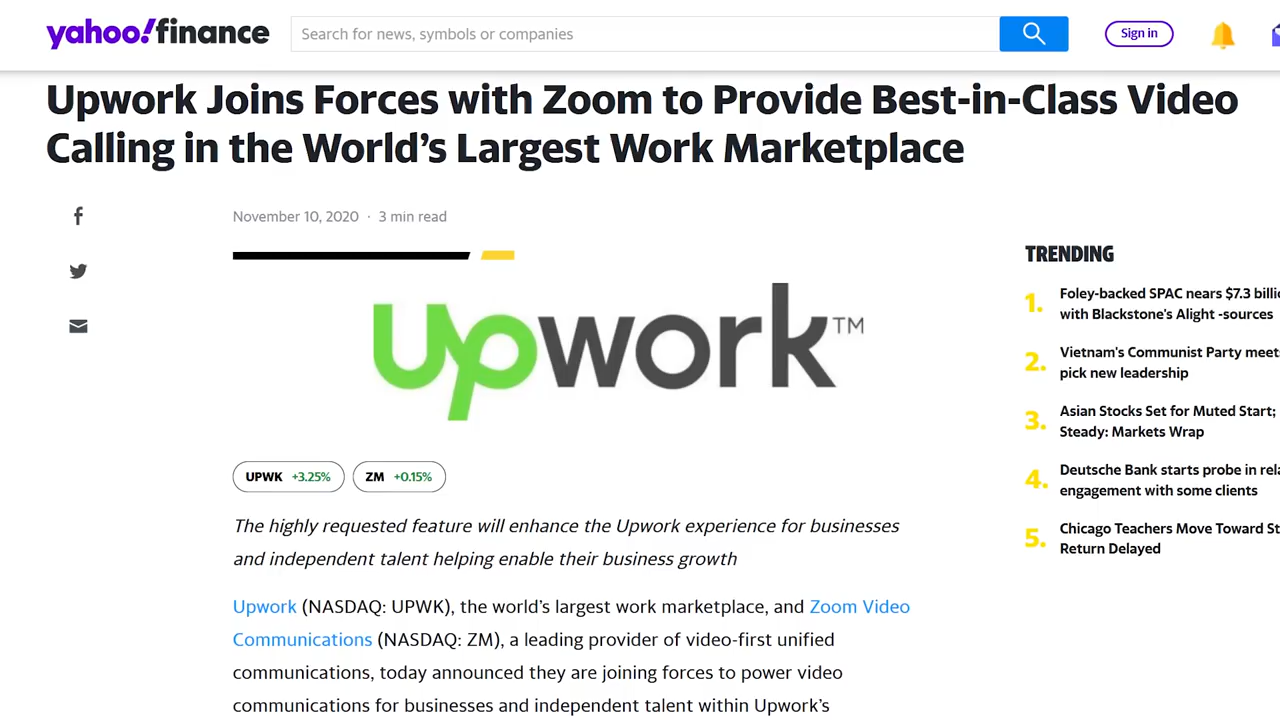 yahoo!finance
Search for news, symbols or companies
Sign in
Upwork Joins Forces with Zoom to Provide Best-in-Class Video
Calling in the World's Largest Work Marketplace
November 10, 2020 · 3 min read
upwork™
UPWK +3.25% ZM +0.15%
The highly requested feature will enhance the Upwork experience for businesses
and independent talent helping enable their business growth
Upwork (NASDAQ: UPWK), the world's largest work marketplace, and Zoom Video
Communications (NASDAQ: ZM), a leading provider of video-first unified
communications, today announced they are joining forces to power video
communications for businesses and independent talent within Upwork's
TRENDING
1. Foley-backed SPAC nears $7.3
with Blackstone's Alight -sources
2. Vietnam's Communist Party
pick new leadership
3. Asian Stocks Set for Muted Start;
Steady: Markets Wrap
4. Deutsche Bank starts probe in
engagement with some clients
5. Chicago Teachers Move Toward
Return Delayed